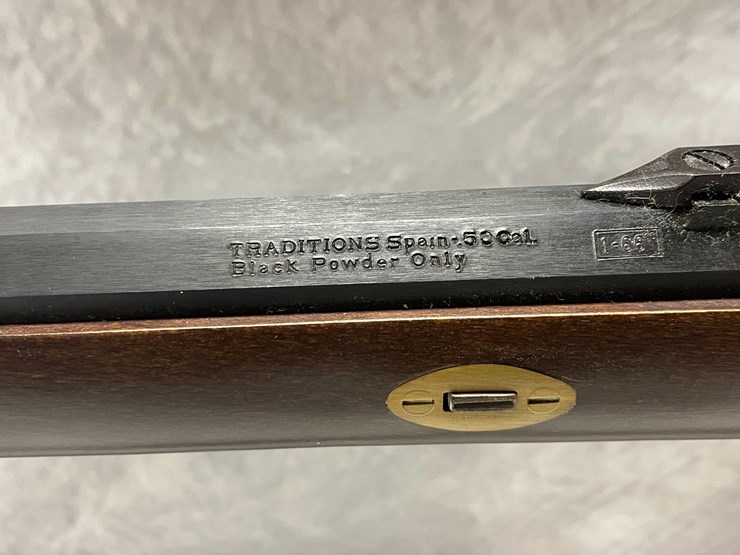 TRADITIONS Spain-.50 Cal.
Black Powder Only
1-66"